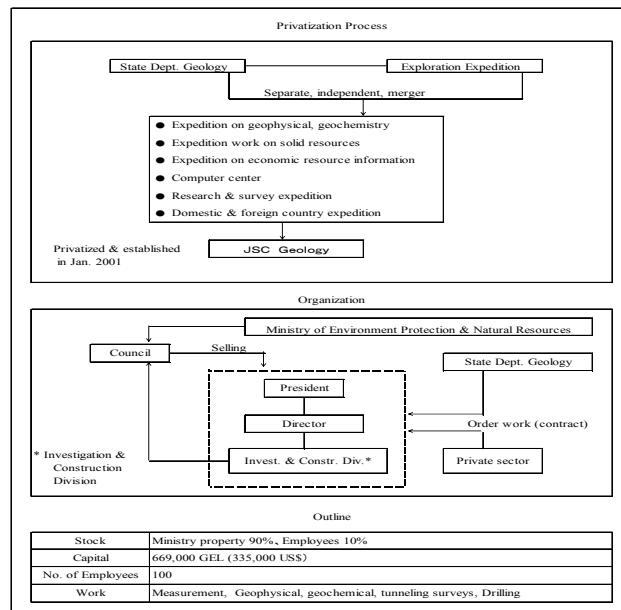 Privatization Process
State Dept. Geology
Exploration Expedition
Separate, independent, merger
● Expedition on geophysical, geochemistry
● Expedition work on solid resources
● Expedition on economic resource information
● Computer center
● Research & survey expedition
● Domestic & foreign country expedition
Privatized & established
in Jan. 2001
JSC Geology
Organization
Ministry of Environment Protection & Natural Resources
Council
Selling
State Dept. Geology
President
Director
Order work (contract)
* Investigation &
Construction
Division
Invest. & Constr. Div.*
Private sector
Outline
Stock Ministry property 90%、Employees 10%
Capital 669,000 GEL (335,000 US$)
No. of Employees 100
Work Measurement, Geophysical, geochemical, tunneling surveys, Drilling